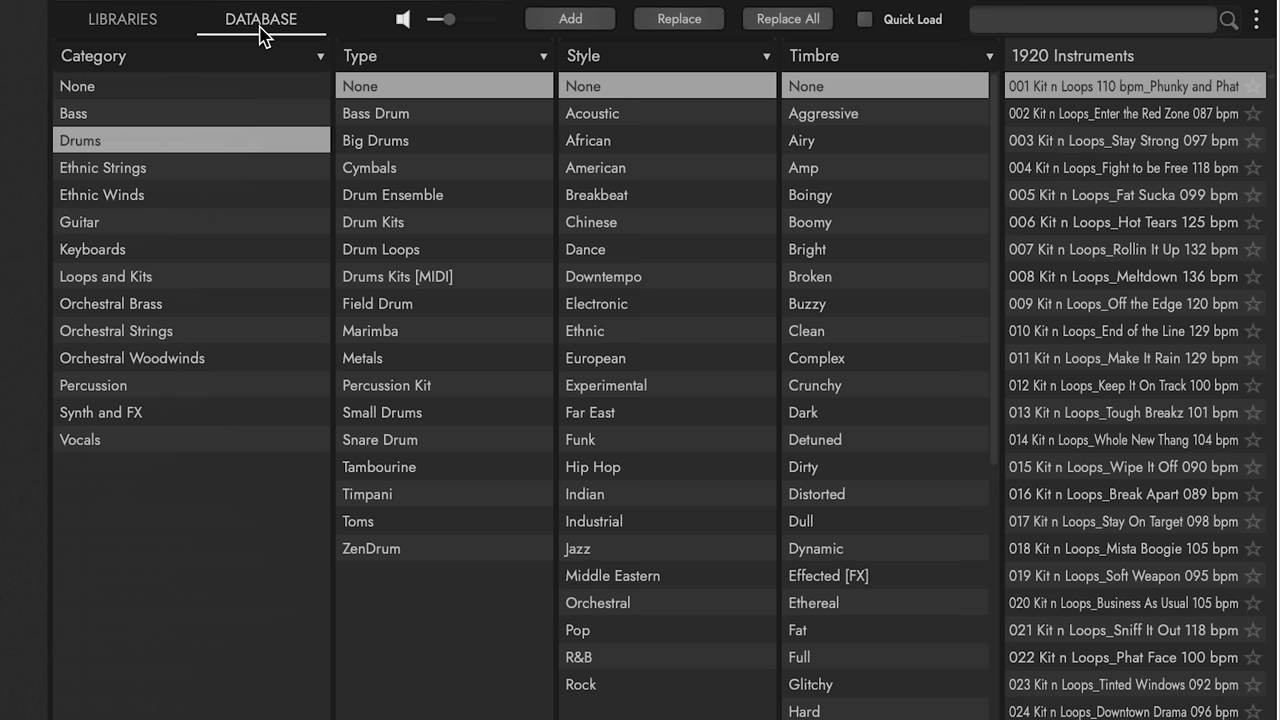 LIBRARIES
DATABASE
Add
Replace
Replace All
Quick Load
Category
None
Bass
Drums
Ethnic Strings
Ethnic Winds
Guitar
Keyboards
Loops and Kits
Orchestral Brass
Orchestral Strings
Orchestral Woodwinds
Percussion
Synth and FX
Vocals
Type
None
Bass Drum
Big Drums
Cymbals
Drum Ensemble
Drum Kits
Drum Loops
Drums Kits [MIDI]
Field Drum
Marimba
Metals
Percussion Kit
Small Drums
Snare Drum
Tambourine
Timpani
Toms
ZenDrum
Style
None
Acoustic
African
American
Breakbeat
Chinese
Dance
Downtempo
Electronic
Ethnic
European
Experimental
Far East
Funk
Hip Hop
Indian
Industrial
Jazz
Middle Eastern
Orchestral
Pop
R&B
Rock
Timbre
None
Aggressive
Airy
Amp
Boingy
Boomy
Bright
Broken
Buzzy
Clean
Complex
Crunchy
Dark
Detuned
Dirty
Distorted
Dull
Dynamic
Effected [FX]
Ethereal
Fat
Full
Glitchy
Hard
1920 Instruments
001 Kit n Loops 110 bpm_Phunky and Phat
002 Kit n Loops_Enter the Red Zone 087 bpm
003 Kit n Loops_Stay Strong 097 bpm
004 Kit n Loops_Fight to be Free 118 bpm
005 Kit n Loops_Fat Sucka 099 bpm
006 Kit n Loops_Hot Tears 125 bpm
007 Kit n Loops_Rollin It Up 132 bpm
008 Kit n Loops_Meltdown 136 bpm
009 Kit n Loops_Off the Edge 120 bpm
010 Kit n Loops_End of the Line 129 bpm
011 Kit n Loops_Make It Rain 129 bpm
012 Kit n Loops_Keep It On Track 100 bpm
013 Kit n Loops_Tough Breakz 101 bpm
014 Kit n Loops_Whole New Thang 104 bpm
015 Kit n Loops_Wipe It Off 090 bpm
016 Kit n Loops_Break Apart 089 bpm
017 Kit n Loops_Stay On Target 098 bpm
018 Kit n Loops_Mista Boogie 105 bpm
019 Kit n Loops_Soft Weapon 095 bpm
020 Kit n Loops_Business As Usual 105 bpm
021 Kit n Loops_Sniff It Out 118 bpm
022 Kit n Loops_Phat Face 100 bpm
023 Kit n Loops_Tinted Windows 092 bpm
024 Kit n Loops_Downtown Drama 096 bpm